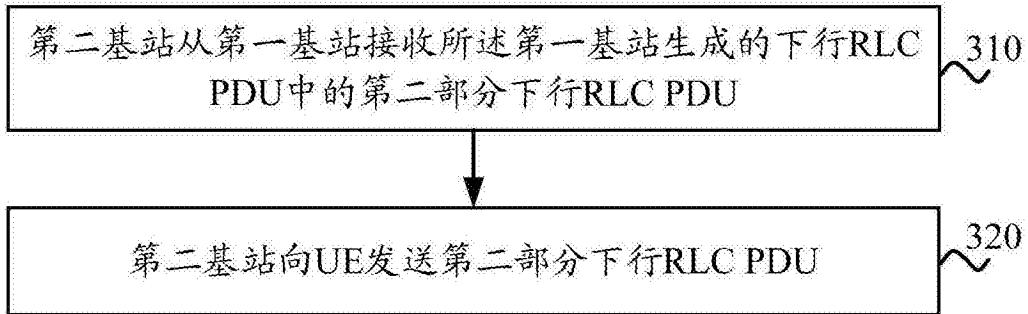 第二基站从第一基站接收所述第一基站生成的下行RLC
PDU中的第二部分下行RLC PDU
310
第二基站向UE发送第二部分下行RLC PDU
320